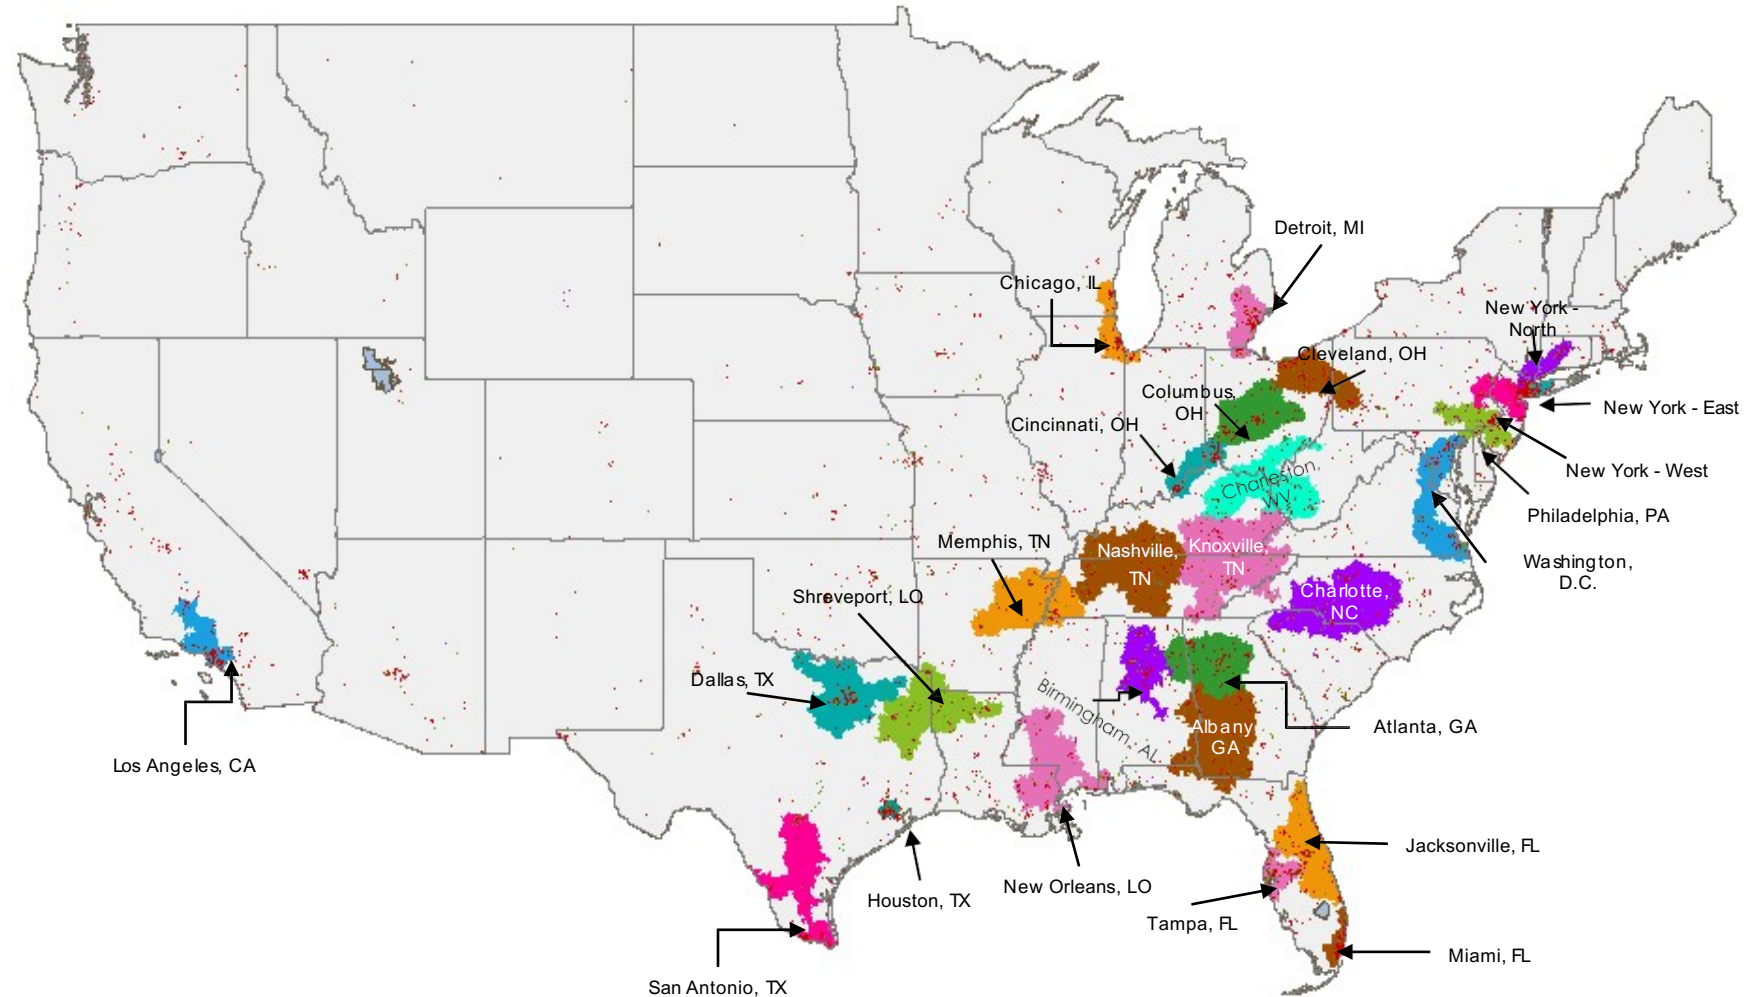 Detroit, MI
Chicago, IL
New York -
North
Cleveland, OH
Columbus,
OH
New York - East
Cincinnati, OH
New York - West
Charleston,
WV
Philadelphia, PA
Memphis, TN
Nashville,
TN
Knoxville,
TN
Washington,
D.C.
Shreveport, LO
Charlotte,
NC
Dallas, TX
Birmingham, AL
Albany
GA
Atlanta, GA
Los Angeles, CA
Jacksonville, FL
New Orleans, LO
Houston, TX
Tampa, FL
Miami, FL
San Antonio, TX